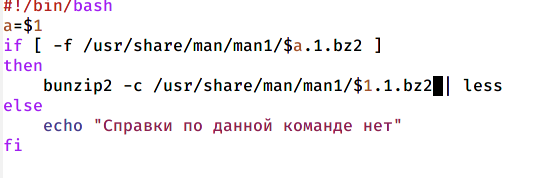 #!/bin/bash
a=$1
if [ -f /usr/share/man/man1/$a.1.bz2 ]
then
    bunzip2 -c /usr/share/man/man1/$1.1.bz2 | less
else
    echo "Справки по данной команде нет"
fi